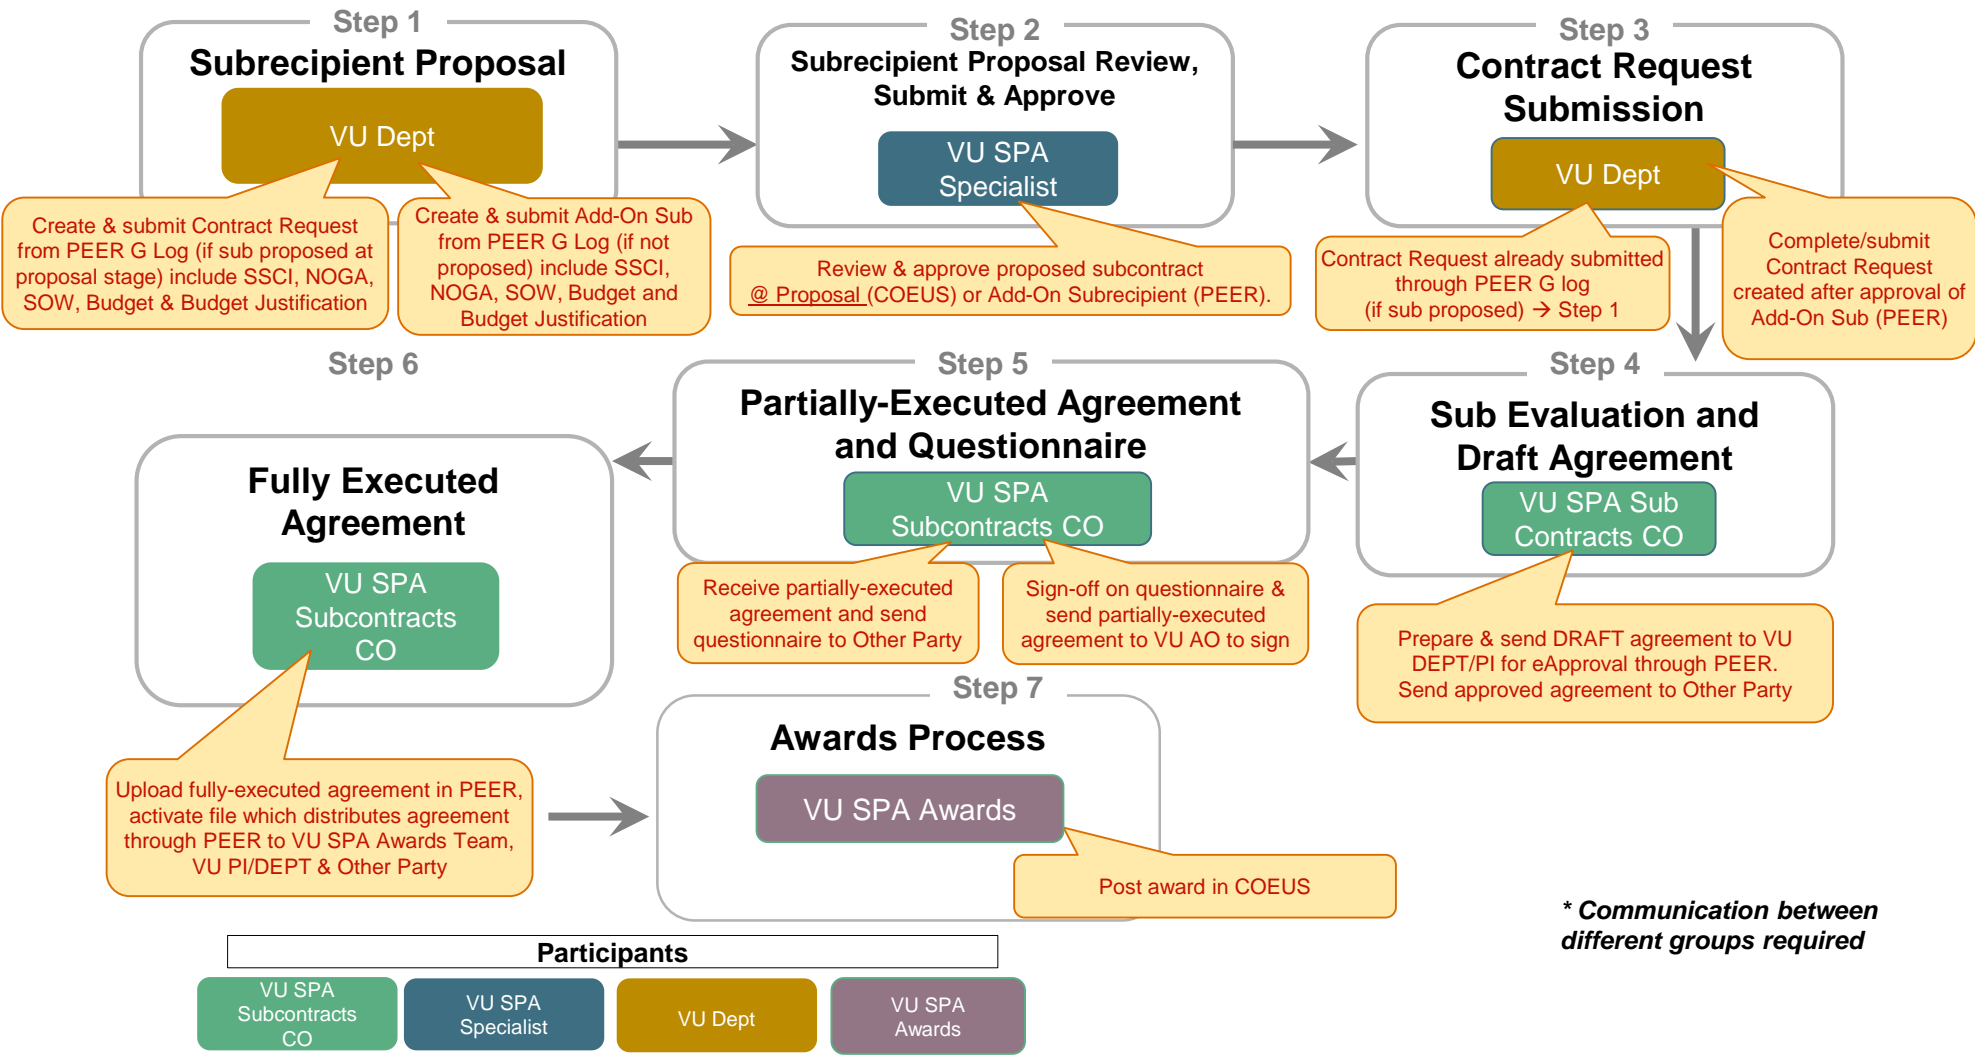 Step 1
Subrecipient Proposal
VU Dept
Create & submit Contract Request
from PEER G Log (if sub proposed at
proposal stage) include SSCI, NOGA,
SOW, Budget & Budget Justification
Create & submit Add-On Sub
from PEER G Log (if not
proposed) include SSCI,
NOGA, SOW, Budget and
Budget Justification
Step 2
Subrecipient Proposal Review,
Submit & Approve
VU SPA
Specialist
Review & approve proposed subcontract
@ Proposal (COEUS) or Add-On Subrecipient (PEER).
Step 3
Contract Request
Submission
VU Dept
Contract Request already submitted
through PEER G log
(if sub proposed) → Step 1
Complete/submit
Contract Request
created after approval of
Add-On Sub (PEER)
Step 4
Sub Evaluation and
Draft Agreement
VU SPA Sub
Contracts CO
Prepare & send DRAFT agreement to VU
DEPT/PI for eApproval through PEER.
Send approved agreement to Other Party
Step 5
Partially-Executed Agreement
and Questionnaire
VU SPA
Subcontracts CO
Receive partially-executed
agreement and send
questionnaire to Other Party
Sign-off on questionnaire &
send partially-executed
agreement to VU AO to sign
Step 6
Fully Executed
Agreement
VU SPA
Subcontracts
CO
Upload fully-executed agreement in PEER,
activate file which distributes agreement
through PEER to VU SPA Awards Team,
VU PI/DEPT & Other Party
Step 7
Awards Process
VU SPA Awards
Post award in COEUS
* Communication between
different groups required
Participants
VU SPA
Subcontracts
CO
VU SPA
Specialist
VU Dept
VU SPA
Awards